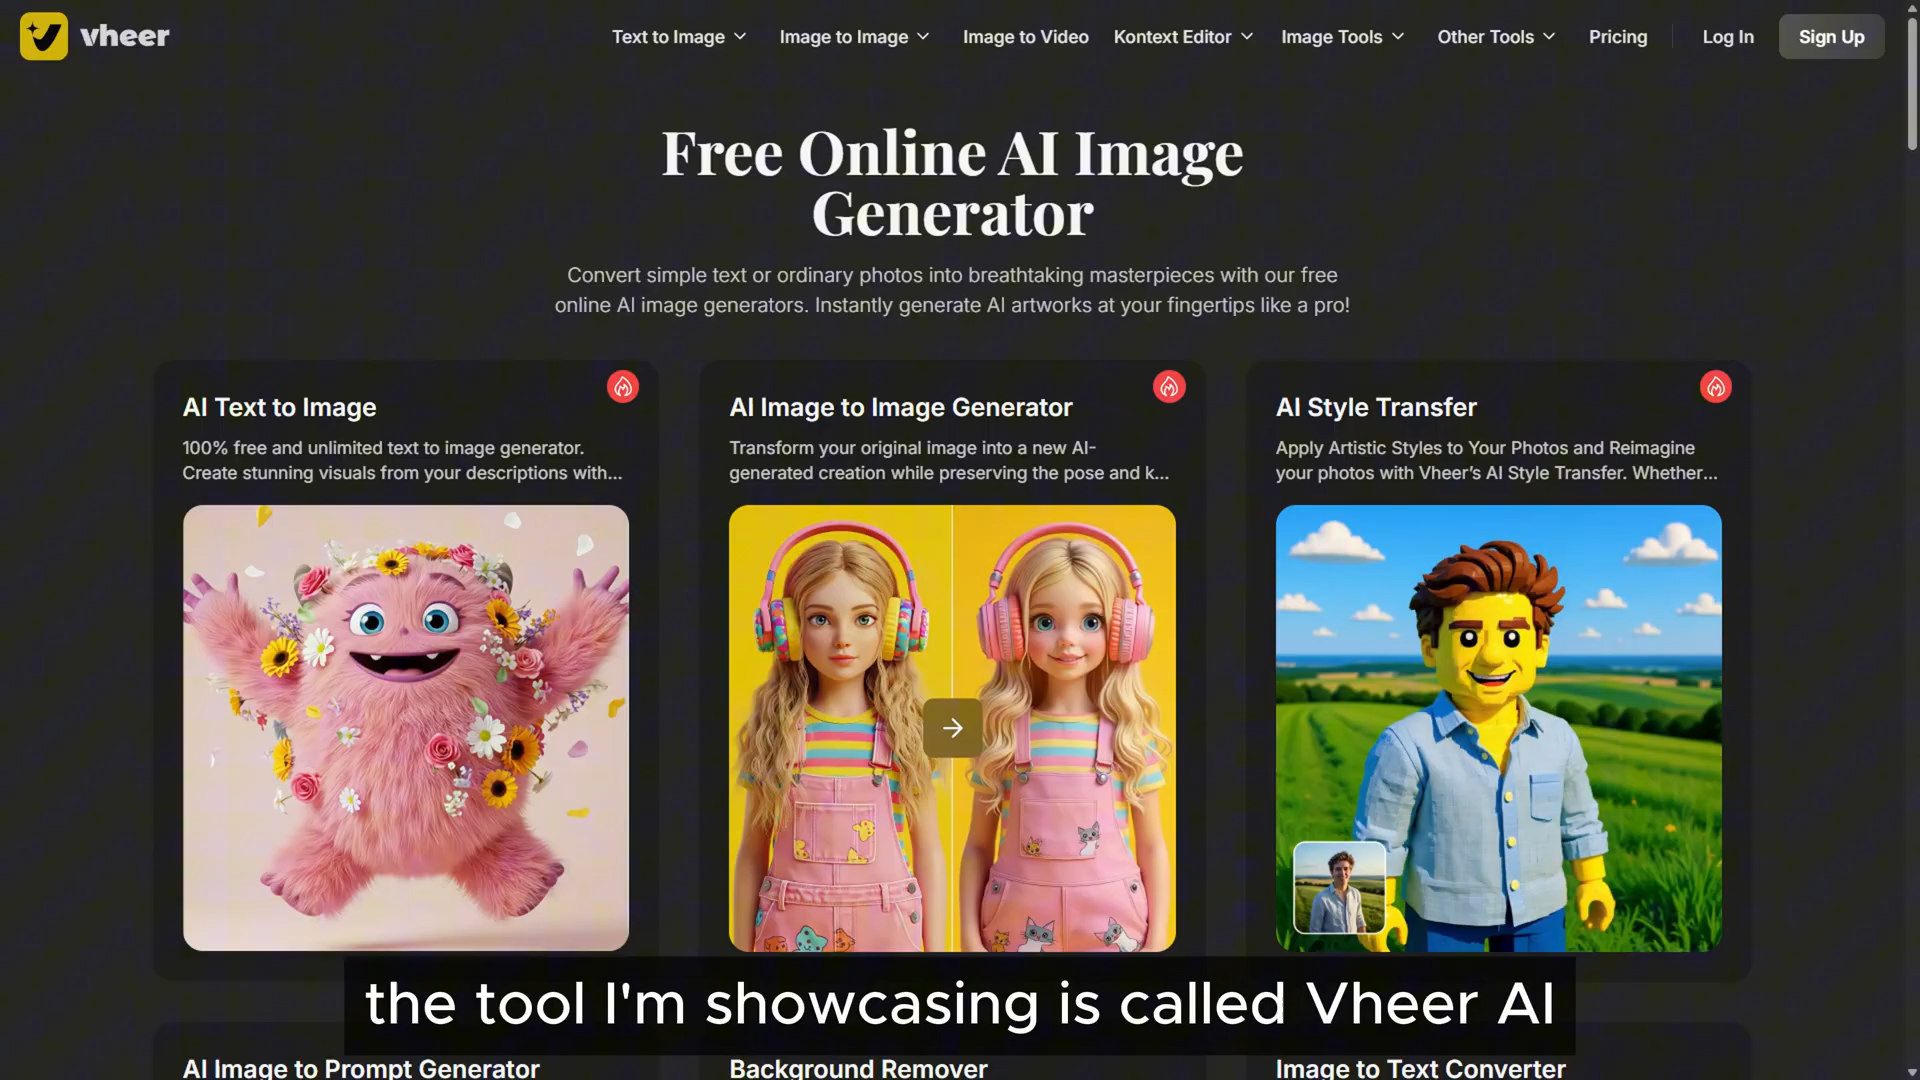 vheer
Text to Image
Image to Image
Image to Video
Kontext Editor
Image Tools
Other Tools
Pricing
Log In
Sign Up
Free Online AI Image
Generator
Convert simple text or ordinary photos into breathtaking masterpieces with our free
online AI image generators. Instantly generate AI artworks at your fingertips like a pro!
AI Text to Image
100% free and unlimited text to image generator.
Create stunning visuals from your descriptions with...
AI Image to Image Generator
Transform your original image into a new AI-
generated creation while preserving the pose and k...
AI Style Transfer
Apply Artistic Styles to Your Photos and Reimagine
your photos with Vheer’s AI Style Transfer. Whether...
the tool I'm showcasing is called Vheer AI
AI Image to Prompt Generator
Background Remover
Image to Text Converter